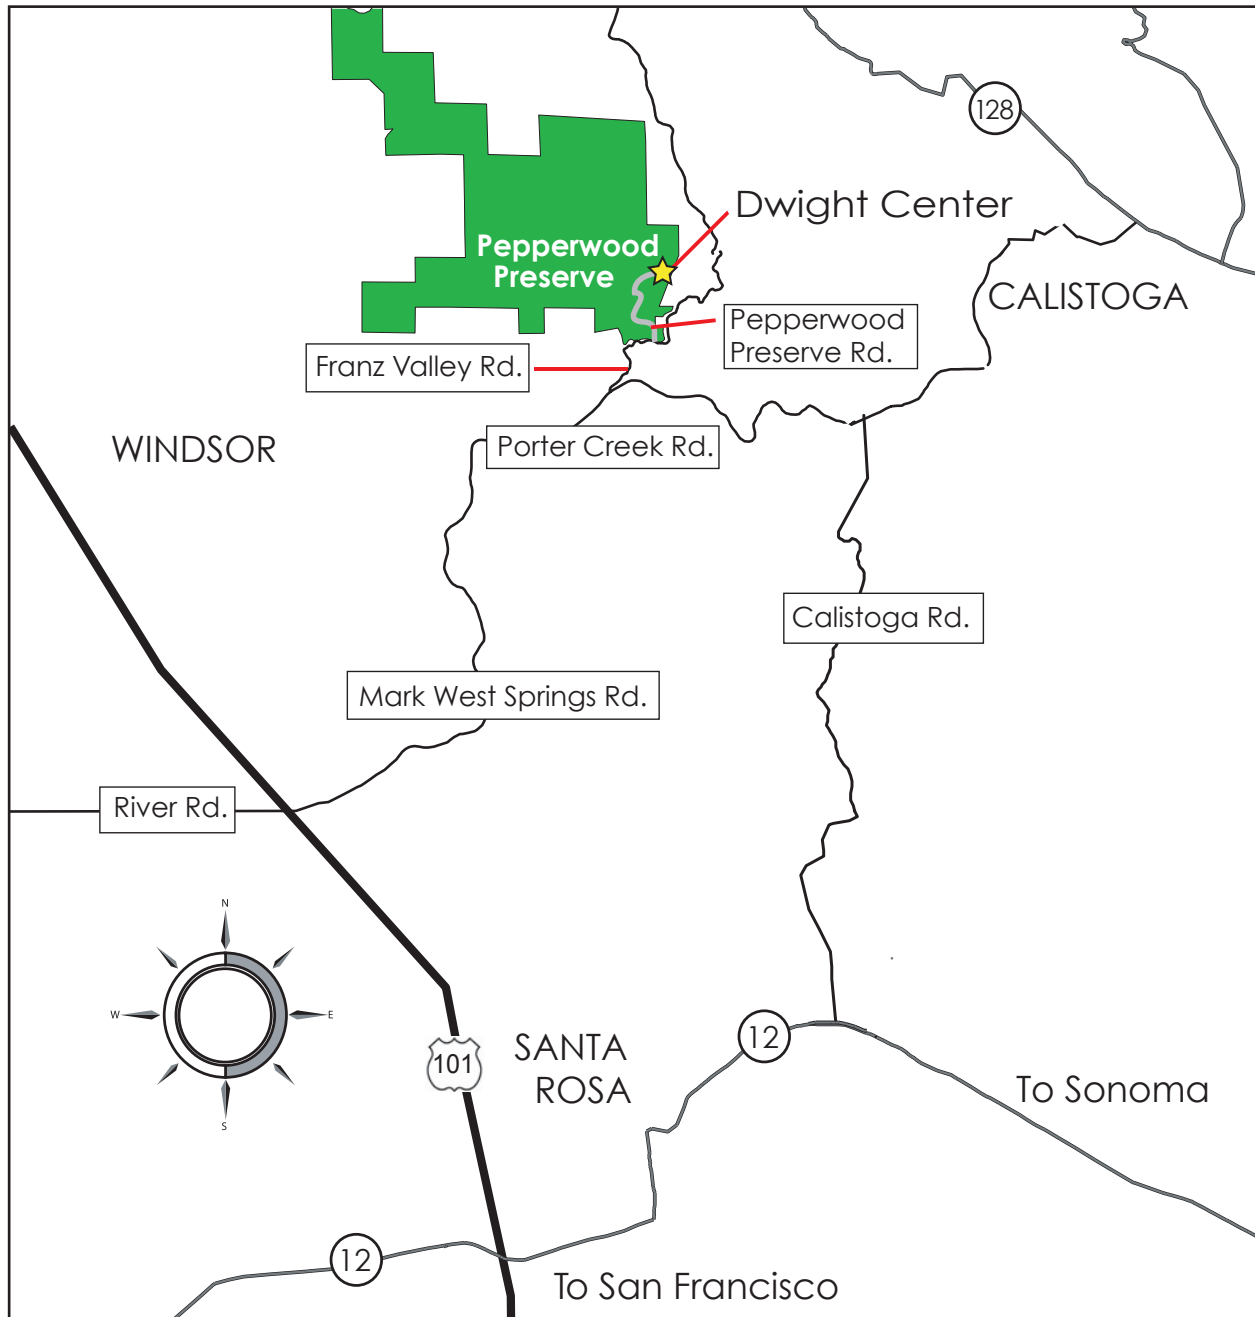 128
Dwight Center
Pepperwood
Preserve
CALISTOGA
Pepperwood
Preserve Rd.
Franz Valley Rd.
WINDSOR
Porter Creek Rd.
Calistoga Rd.
Mark West Springs Rd.
River Rd.
N
W
E
S
101
SANTA
ROSA
12
To Sonoma
12
To San Francisco